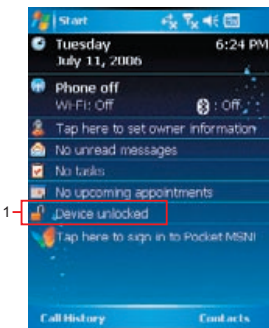 Start
Tuesday 6:24 PM
July 11, 2006
Phone off
Wi-Fi: Off : Off
Tap here to set owner information
No unread messages
No tasks
No upcoming appointments
1 Device unlocked
Tap here to sign in to Pocket MSN!
Call History Contacts